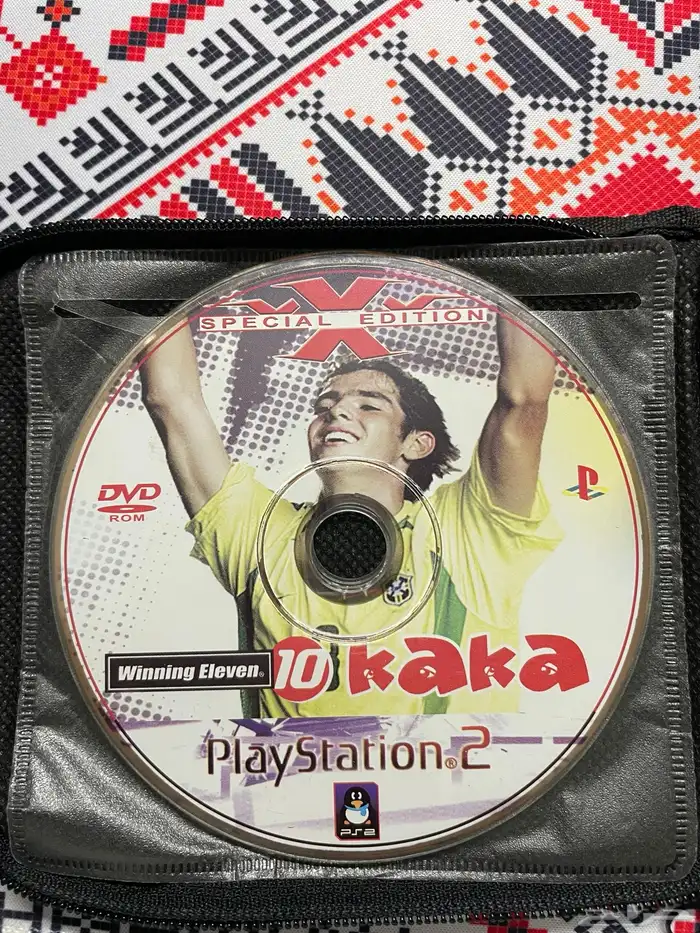 X
SPECIAL EDITION
DVD
ROM
Winning Eleven® 10 kaka
PlayStation®2
PS2